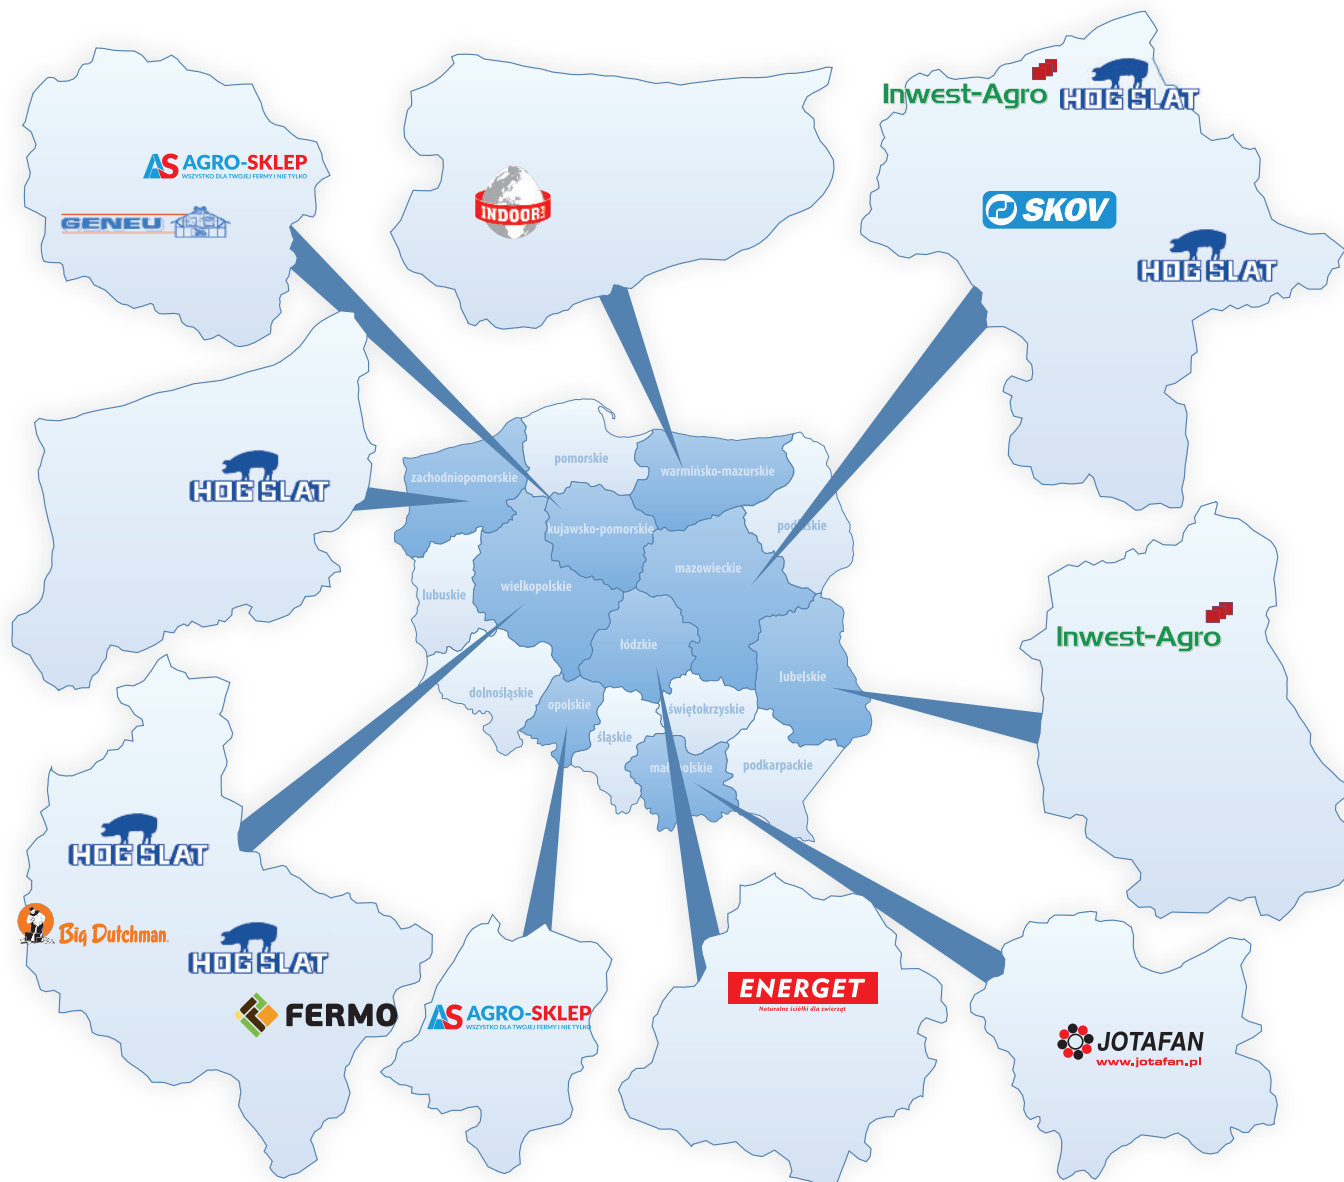 Inwest-Agro
HOG SLAT
AS AGRO-SKLEP
WSZYSTKO DLA TWOJEJ FERMY I NIE TYLKO
GENEU
INDOOR
SKOV
HOG SLAT
HOG SLAT
pomorskie
warmińsko-mazurskie
zachodniopomorskie
kujawsko-pomorskie
podlaskie
mazowieckie
wielkopolskie
lubuskie
łódzkie
Inwest-Agro
lubelskie
dolnośląskie
opolskie
świętokrzyskie
śląskie
małopolskie
podkarpackie
HOG SLAT
Big Dutchman
HOG SLAT
FERMO
AS AGRO-SKLEP
WSZYSTKO DLA TWOJEJ FERMY I NIE TYLKO
ENERGET
Naturalne ściółki dla zwierząt
JOTAFAN
www.jotafan.pl